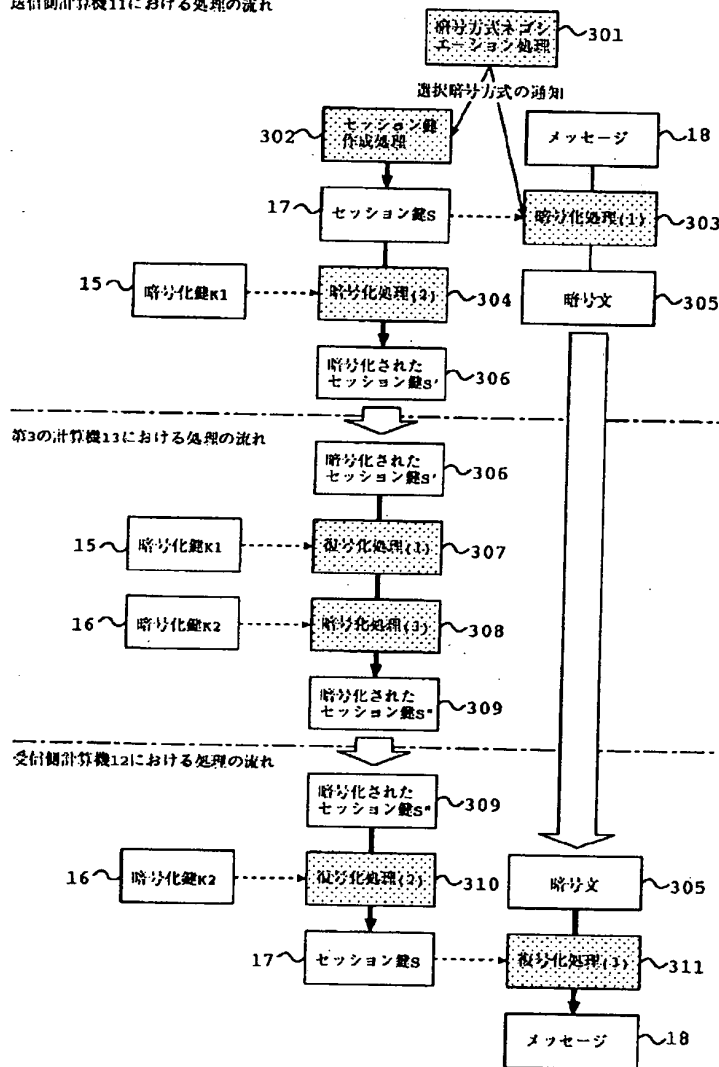 送信側計算機11における処理の流れ
暗号方式ネゴシ
エーション処理
301
選択暗号方式の通知
302
セッション鍵
作成処理
メッセージ
18
17
セッション鍵S
暗号化処理(1)
303
15
暗号化鍵K1
暗号化処理(2)
304
暗号文
305
暗号化された
セッション鍵S'
306
第3の計算機13における処理の流れ
暗号化された
セッション鍵S'
306
15
暗号化鍵K1
復号化処理(1)
307
16
暗号化鍵K2
暗号化処理(3)
308
暗号化された
セッション鍵S"
309
受信側計算機12における処理の流れ
暗号化された
セッション鍵S"
309
16
暗号化鍵K2
復号化処理(2)
310
暗号文
305
17
セッション鍵S
復号化処理(3)
311
メッセージ
18